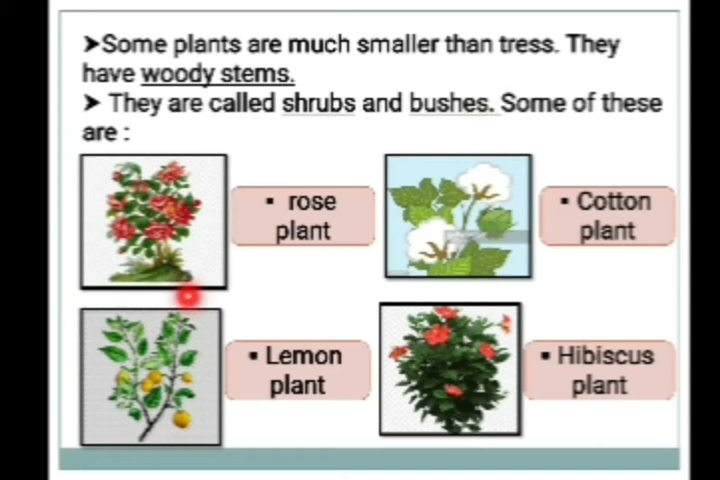 ➤Some plants are much smaller than tress. They
have woody stems.
➤ They are called shrubs and bushes. Some of these
are :
▪ rose
plant
▪ Cotton
plant
▪ Lemon
plant
▪ Hibiscus
plant